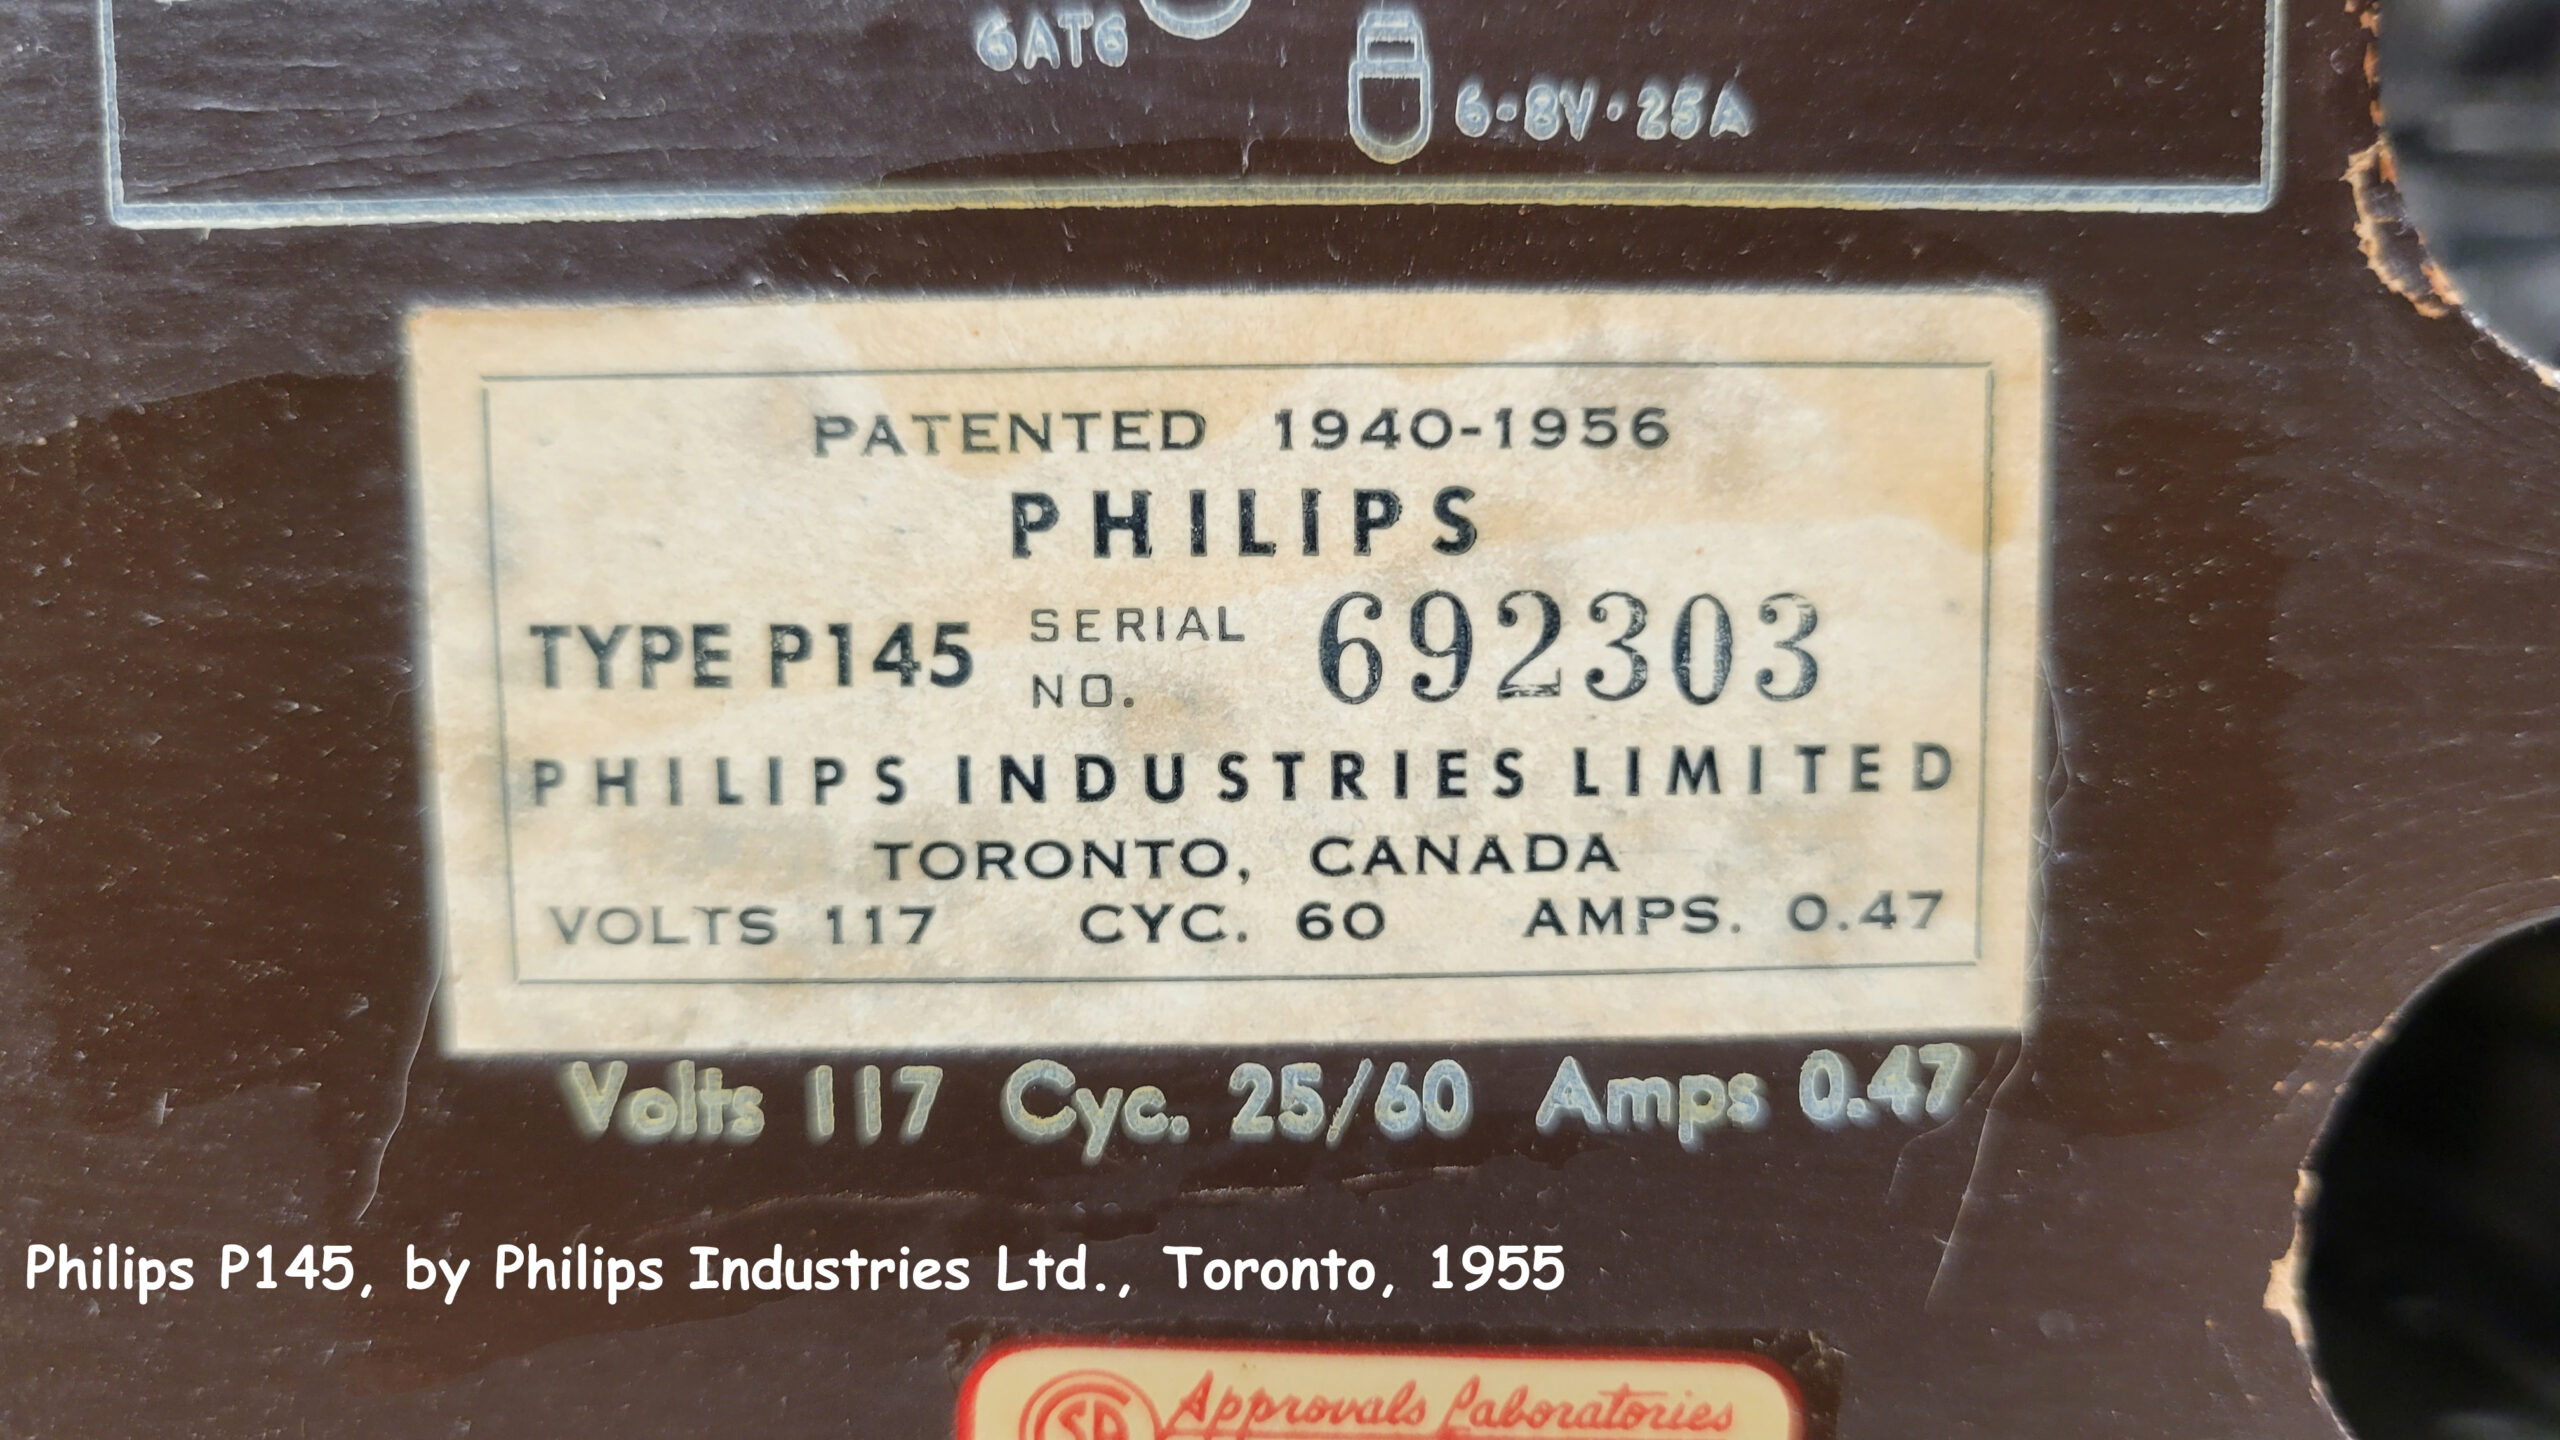 6AT6
6-8V·25A
PATENTED 1940-1956
PHILIPS
TYPE P145 SERIAL NO. 692303
PHILIPS INDUSTRIES LIMITED
TORONTO, CANADA
VOLTS 117 CYC. 60 AMPS. 0.47
Volts 117 Cyc. 25/60 Amps 0.47
Philips P145, by Philips Industries Ltd., Toronto, 1955
CSA Approvals Laboratories